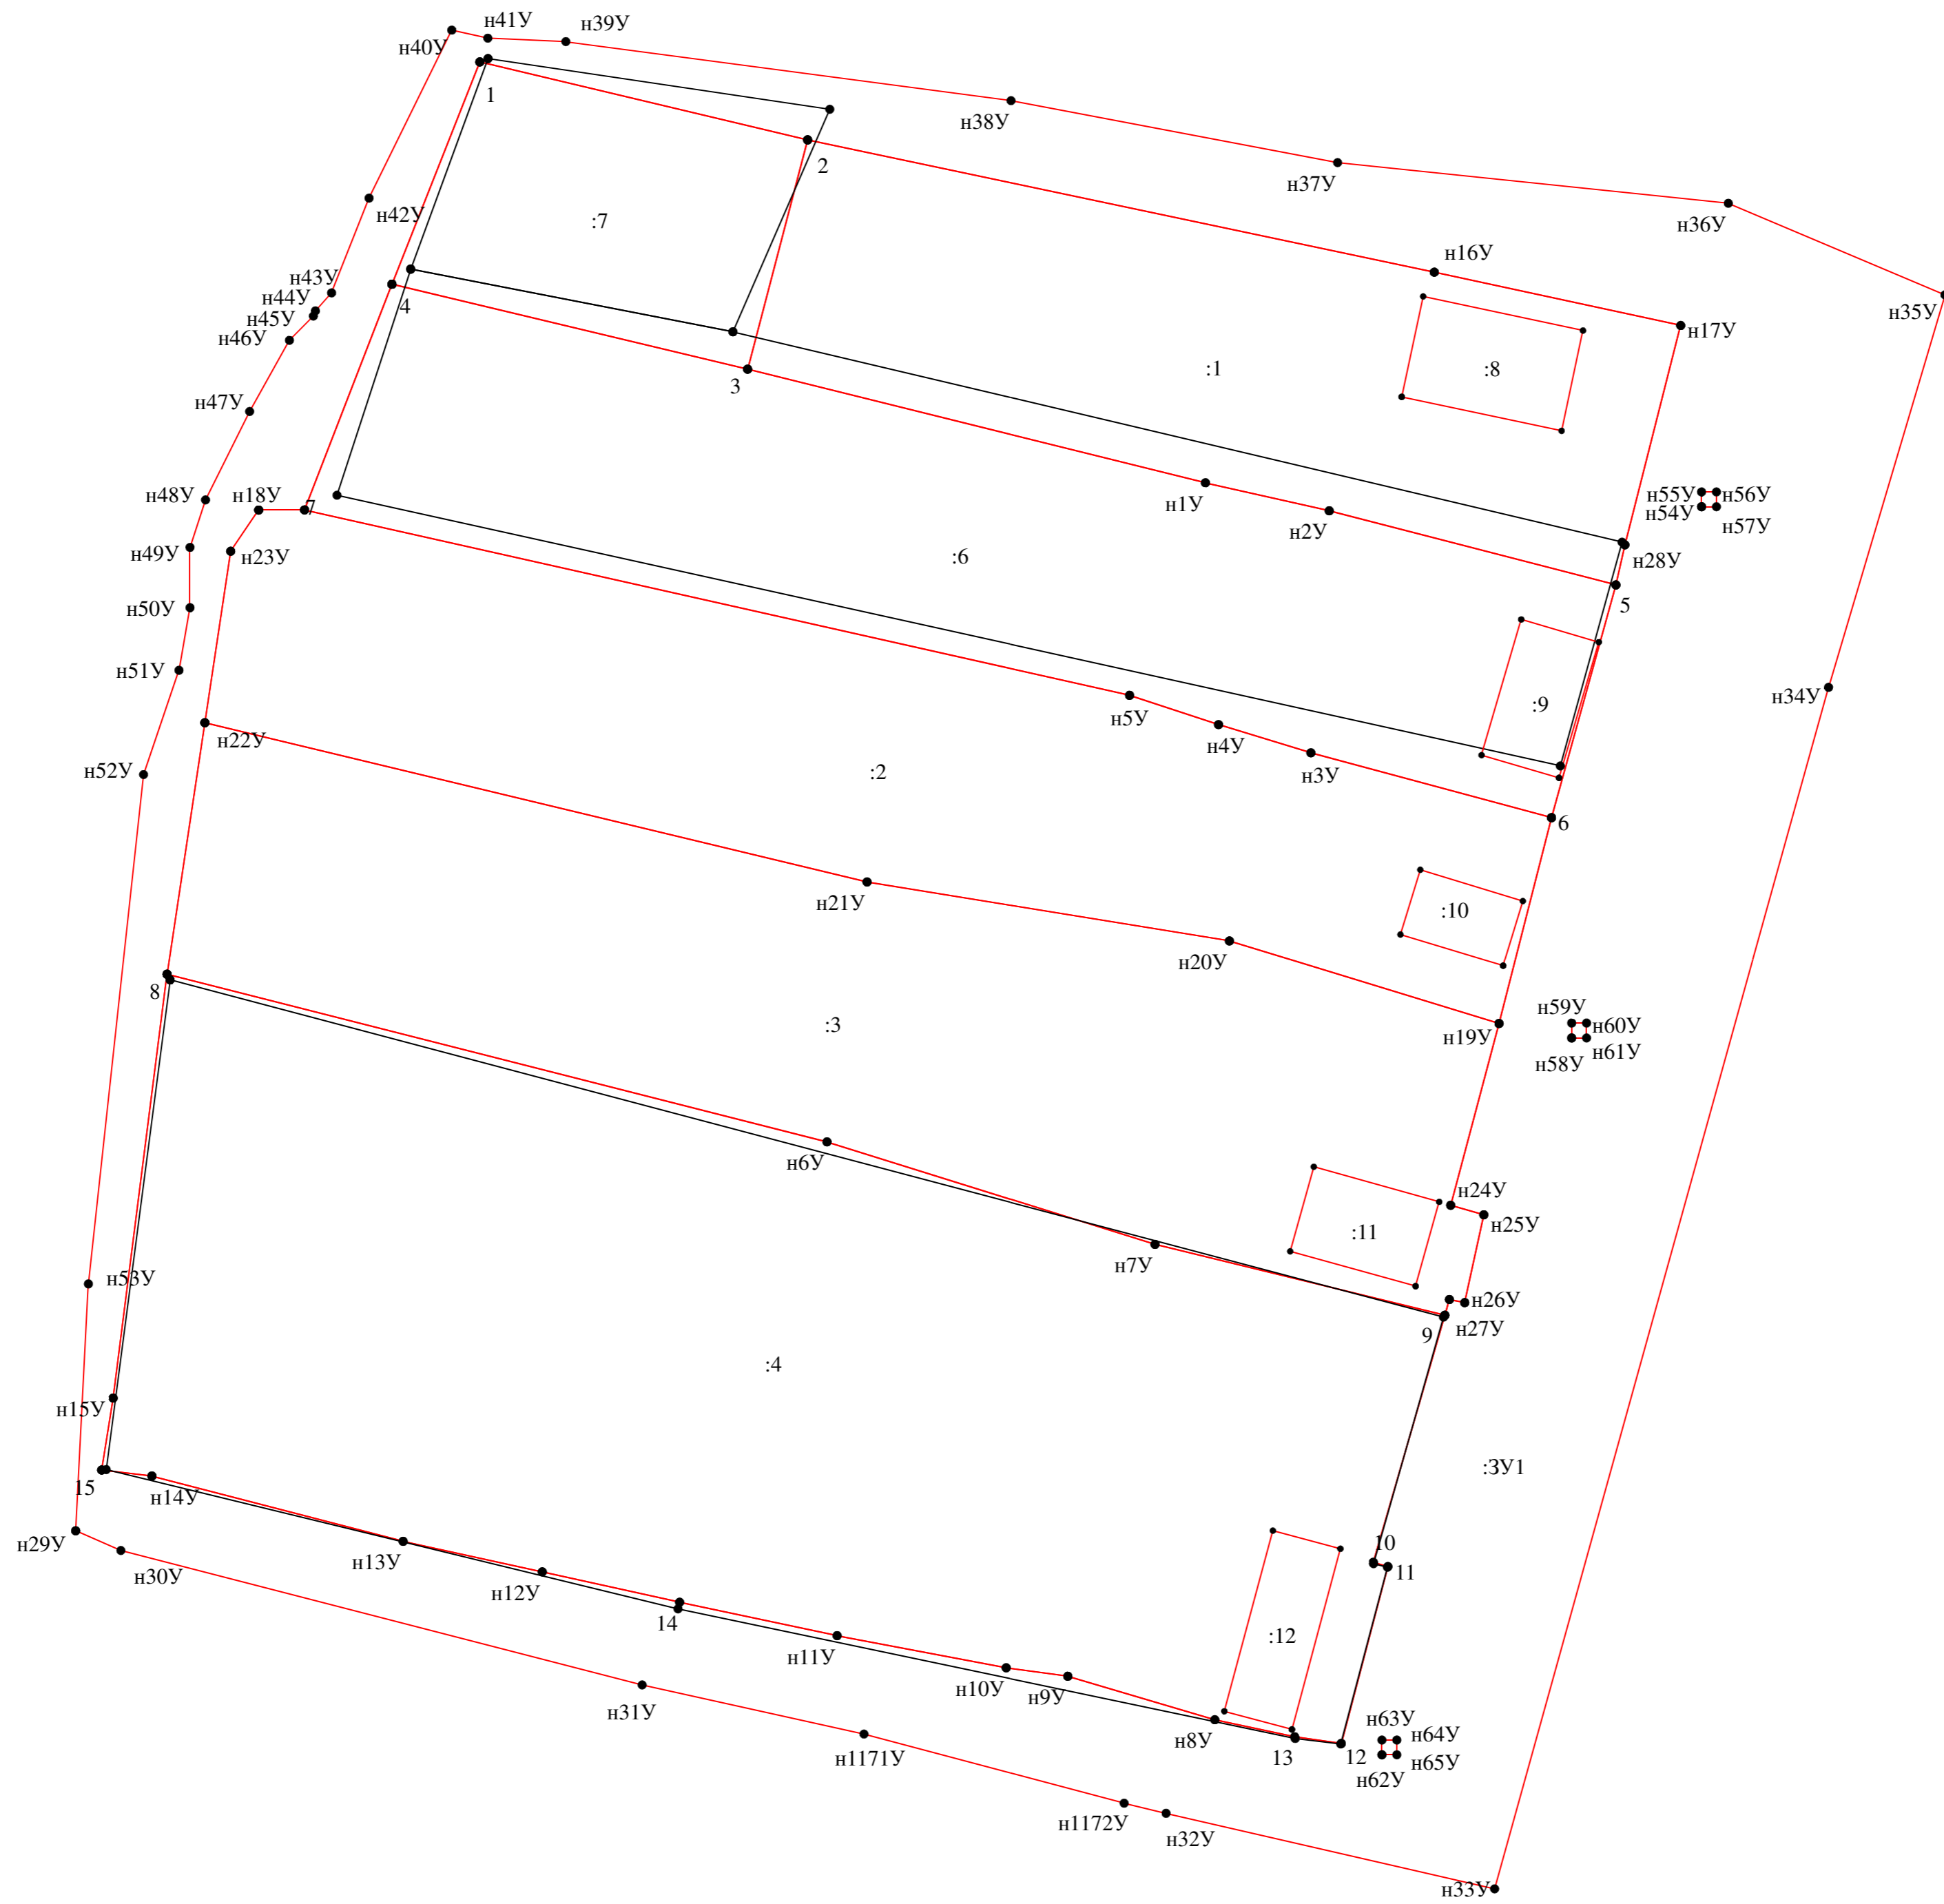 н41У
н39У
н40У
1
н38У
2
н37У
н36У
н42У
:7
н16У
н43У
н35У
н44У
4
н45У
н17У
н46У
:1
:8
3
н47У
н48У
н18У
7
н1У
н55У
н56У
н54У
н57У
н2У
н49У
н23У
:6
н28У
5
н50У
н51У
н5У
н34У
:9
н22У
н4У
н52У
:2
н3У
6
н21У
:10
н20У
8
н59У
:3
н60У
н19У
н61У
н58У
н6У
н24У
н25У
:11
н7У
н53У
н26У
9
н27У
:4
н15У
:ЗУ1
15
н14У
н29У
10
н13У
11
н30У
н12У
14
:12
н11У
н10У
н9У
н31У
н63У
н8У
н64У
н1171У
13
12
н65У
н62У
н1172У
н32У
н33У